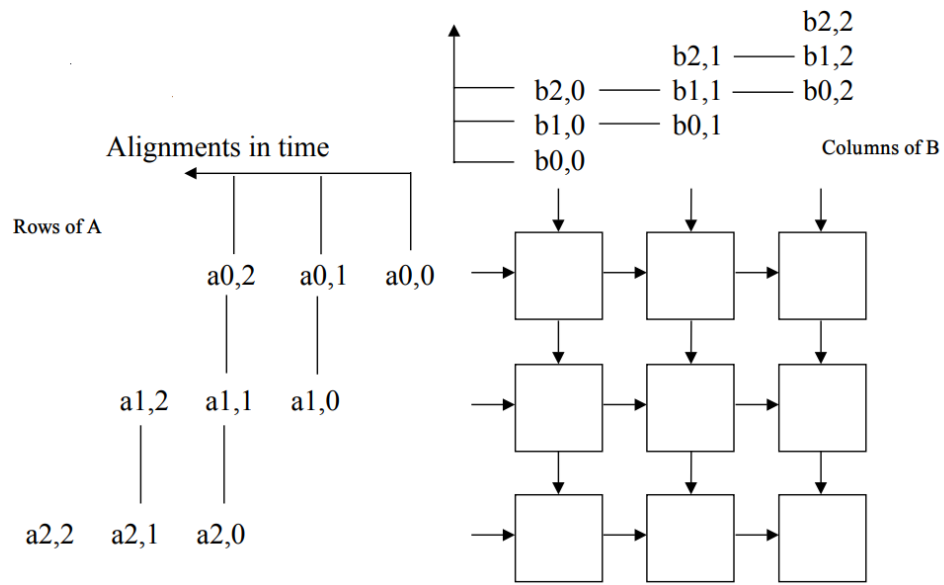 b2,2
b2,1 b1,2
b2,0 b1,1 b0,2
b1,0 b0,1
Alignments in time
Columns of B
b0,0
Rows of A
a0,2 a0,1 a0,0
a1,2 a1,1 a1,0
a2,2 a2,1 a2,0